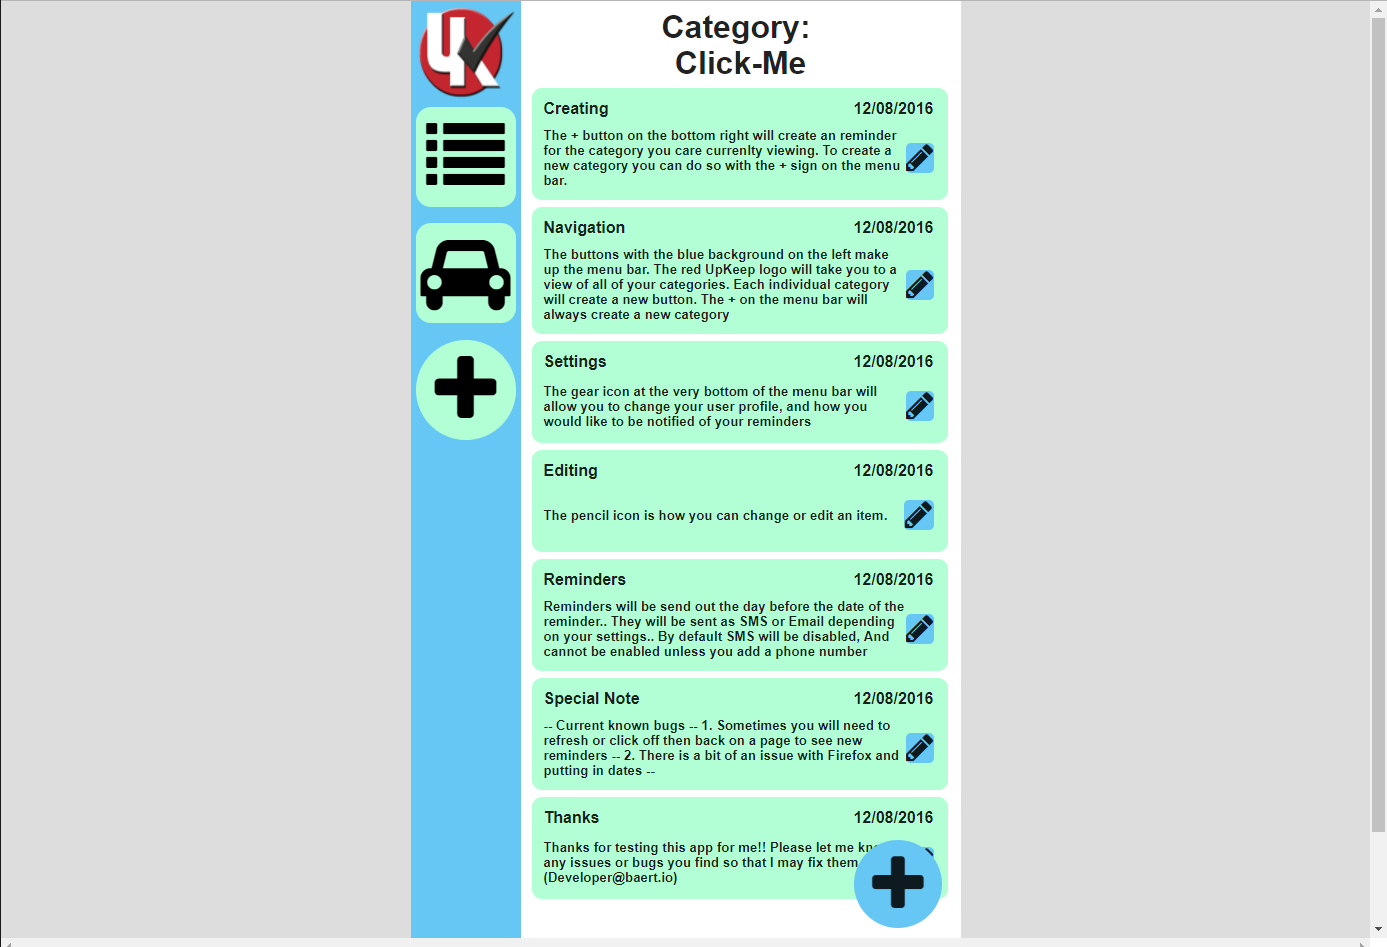 UK
Category:
Click-Me
Creating 12/08/2016
The + button on the bottom right will create an reminder
for the category you care currenlty viewing. To create a
new category you can do so with the + sign on the menu
bar.
Navigation 12/08/2016
The buttons with the blue background on the left make
up the menu bar. The red UpKeep logo will take you to a
view of all of your categories. Each individual category
will create a new button. The + on the menu bar will
always create a new category
Settings 12/08/2016
The gear icon at the very bottom of the menu bar will
allow you to change your user profile, and how you
would like to be notified of your reminders
Editing 12/08/2016
The pencil icon is how you can change or edit an item.
Reminders 12/08/2016
Reminders will be send out the day before the date of the
reminder.. They will be sent as SMS or Email depending
on your settings.. By default SMS will be disabled, And
cannot be enabled unless you add a phone number
Special Note 12/08/2016
-- Current known bugs -- 1. Sometimes you will need to
refresh or click off then back on a page to see new
reminders -- 2. There is a bit of an issue with Firefox and
putting in dates --
Thanks 12/08/2016
Thanks for testing this app for me!! Please let me
any issues or bugs you find so that I may fix them
(Developer@baert.io)